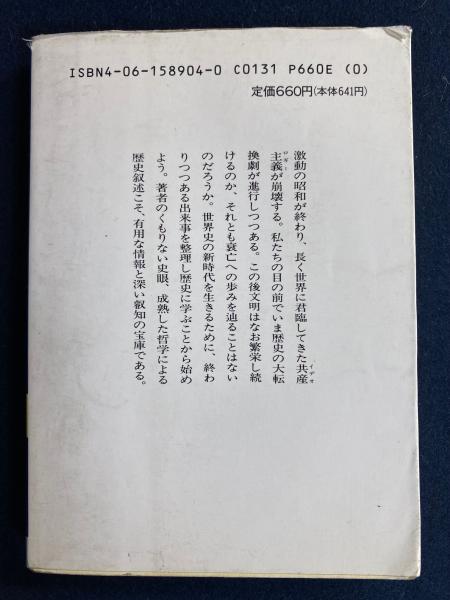 ISBN4-06-158904-0 C0131 P660E (0)
定価660円(本体641円)
激動の昭和が終わり、長く世界に君臨してきた共産
主義が崩壊する。私たちの目の前でいま歴史の大転
換劇が進行しつつある。この後文明はなお繁栄し続
けるのか、それとも衰亡への歩みを辿ることはない
のだろうか。世界史の新時代を生きるために、終わ
りつつある出来事を整理し歴史に学ぶことから始め
よう。著者のくもりない史眼、成熟した哲学による
歴史叙述こそ、有用な情報と深い叡知の宝庫である。
イデオ
ロギー